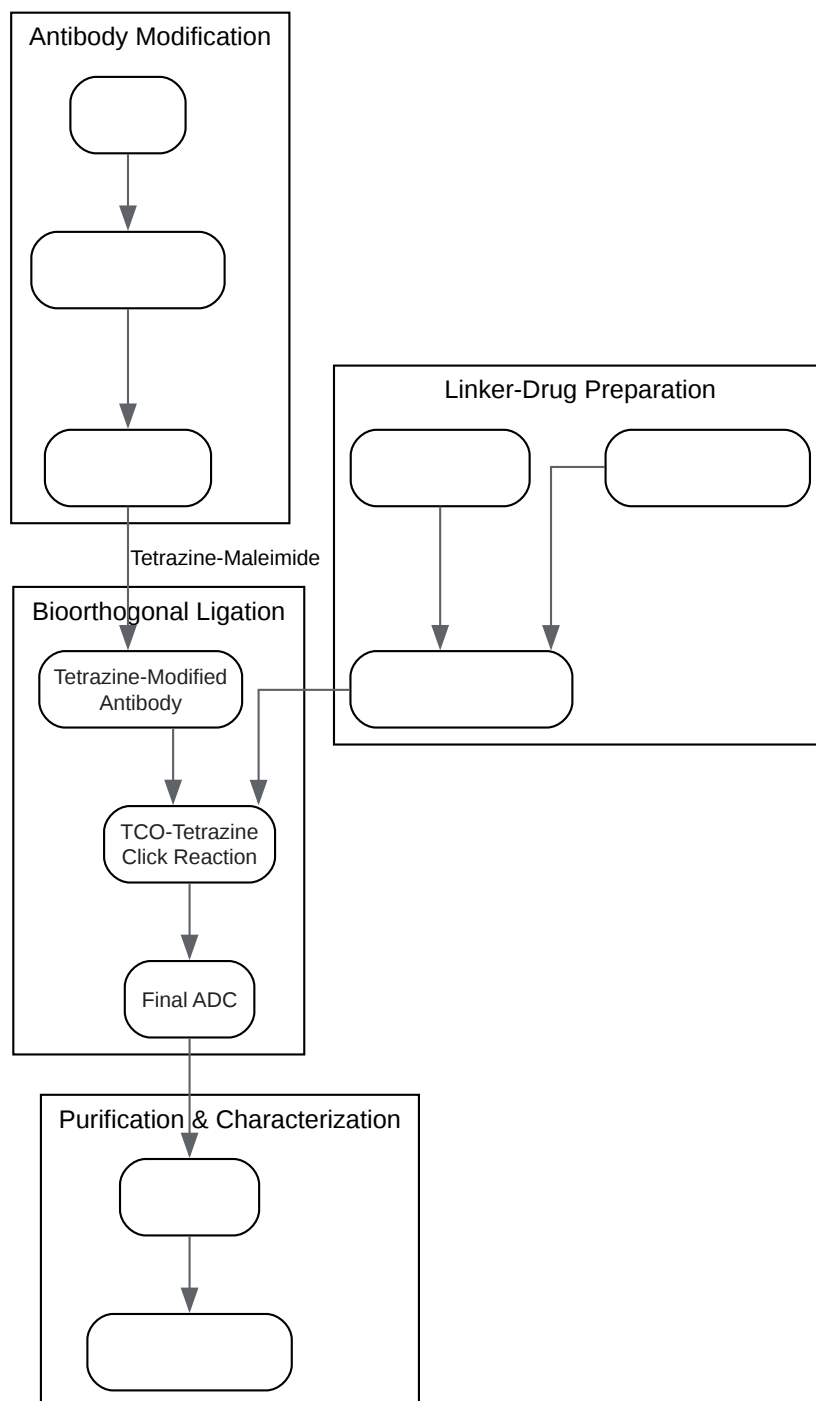 Antibody Modification
Linker-Drug Preparation
Tetrazine-Maleimide
Bioorthogonal Ligation
Tetrazine-Modified
Antibody
TCO-Tetrazine
Click Reaction
Final ADC
Purification & Characterization